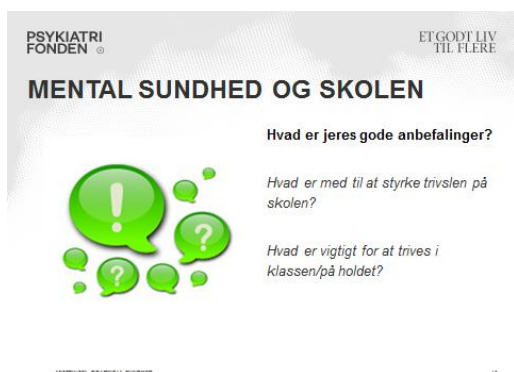 PSYKIATRI
FONDEN
ET GODT LIV
TIL FLERE
MENTAL SUNDHED OG SKOLEN
Hvad er jeres gode anbefalinger?
Hvad er med til at styrke trivslen på
skolen?
Hvad er vigtigt for at trives i
klassen/på holdet?
!
?
?
?